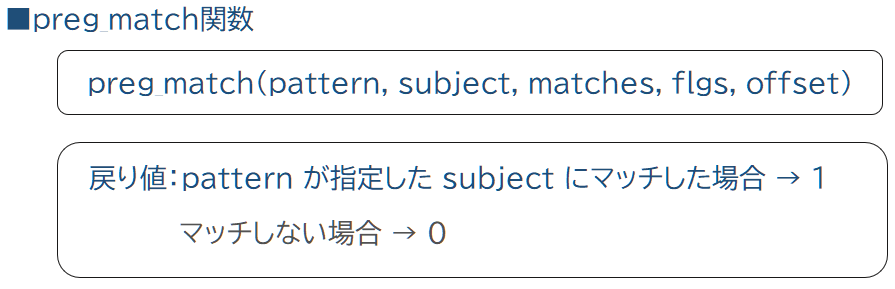 ■preg_match関数
preg_match(pattern, subject, matches, flgs, offset)
戻り値：pattern が指定した subject にマッチした場合 → 1
マッチしない場合 → 0